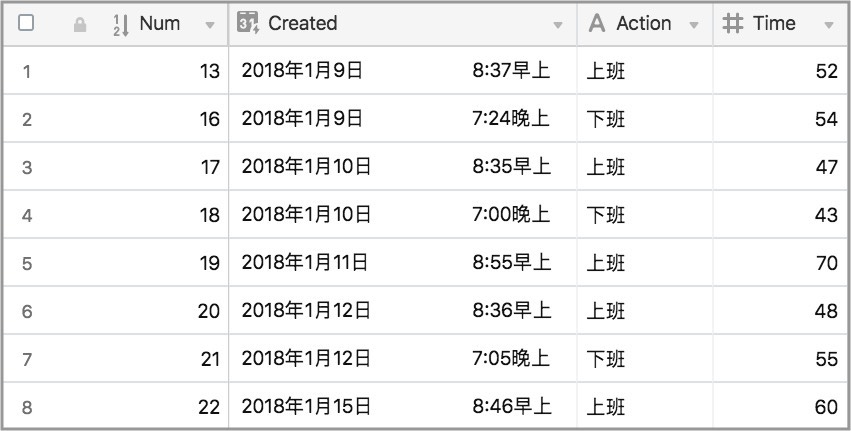 Num Created Action Time
1 13 2018年1月9日 8:37早上 上班 52
2 16 2018年1月9日 7:24晚上 下班 54
3 17 2018年1月10日 8:35早上 上班 47
4 18 2018年1月10日 7:00晚上 下班 43
5 19 2018年1月11日 8:55早上 上班 70
6 20 2018年1月12日 8:36早上 上班 48
7 21 2018年1月12日 7:05晚上 下班 55
8 22 2018年1月15日 8:46早上 上班 60